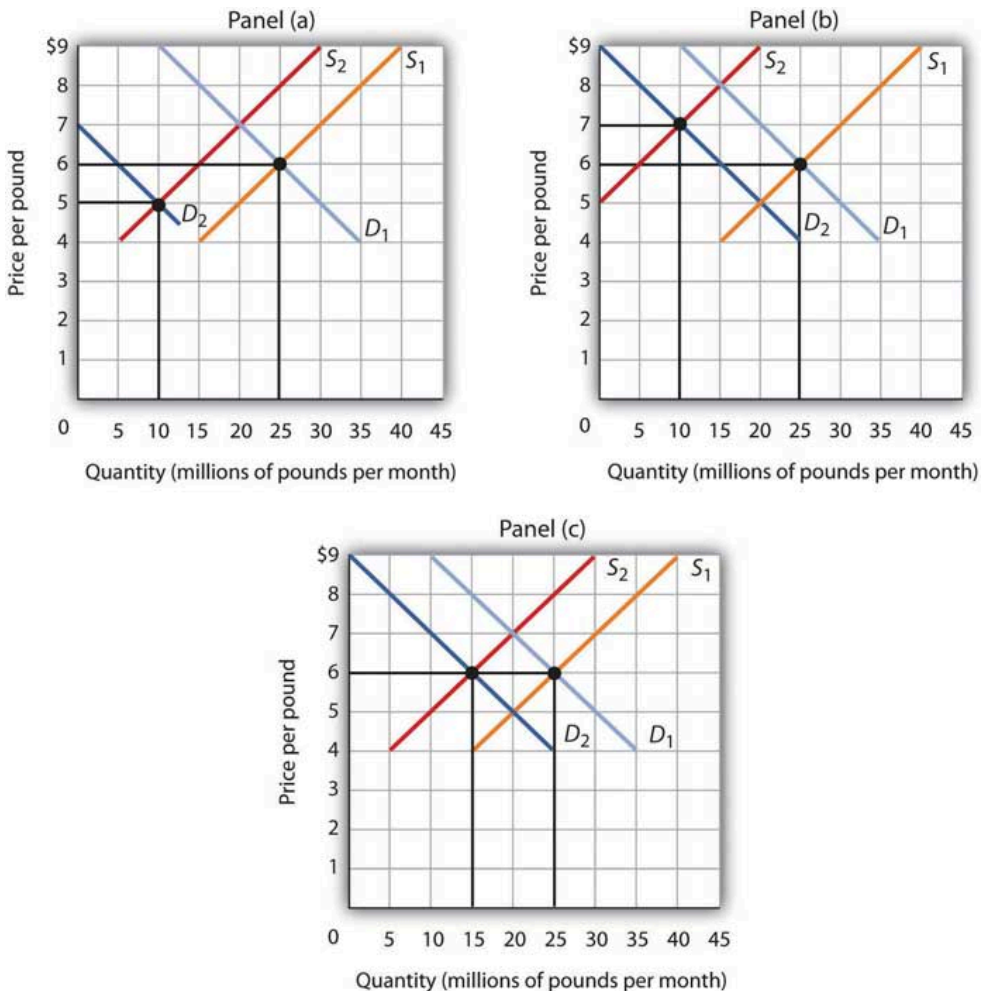 Panel (a)
$9
8
7
6
5
4
3
2
1
0
5 10 15 20 25 30 35 40 45
S2
S1
D2
D1
Price per pound
Quantity (millions of pounds per month)
Panel (b)
$9
8
7
6
5
4
3
2
1
0
5 10 15 20 25 30 35 40 45
S2
S1
D2
D1
Price per pound
Quantity (millions of pounds per month)
Panel (c)
$9
8
7
6
5
4
3
2
1
0
5 10 15 20 25 30 35 40 45
S2
S1
D2
D1
Price per pound
Quantity (millions of pounds per month)